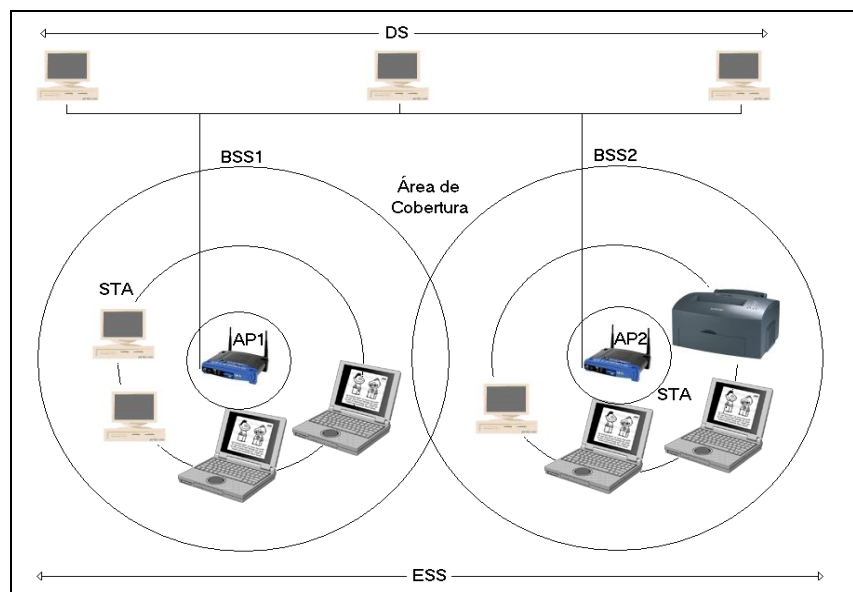 DS
BSS1
BSS2
Área de
Cobertura
STA
AP1
AP2
STA
ESS